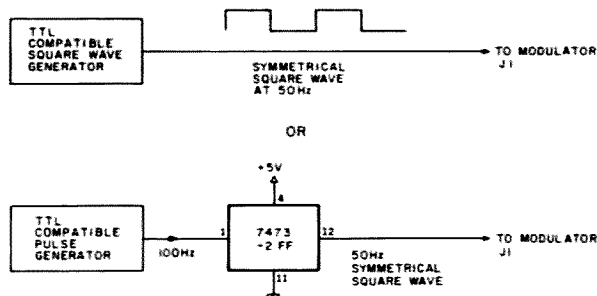 TTL
COMPATIBLE
SQUARE WAVE
GENERATOR
SYMMETRICAL
SQUARE WAVE
AT 50Hz
TO MODULATOR
J1
OR
+5V
4
TTL
COMPATIBLE
PULSE
GENERATOR
100Hz
1
7473
-2 FF
12
11
50Hz
SYMMETRICAL
SQUARE WAVE
TO MODULATOR
J1